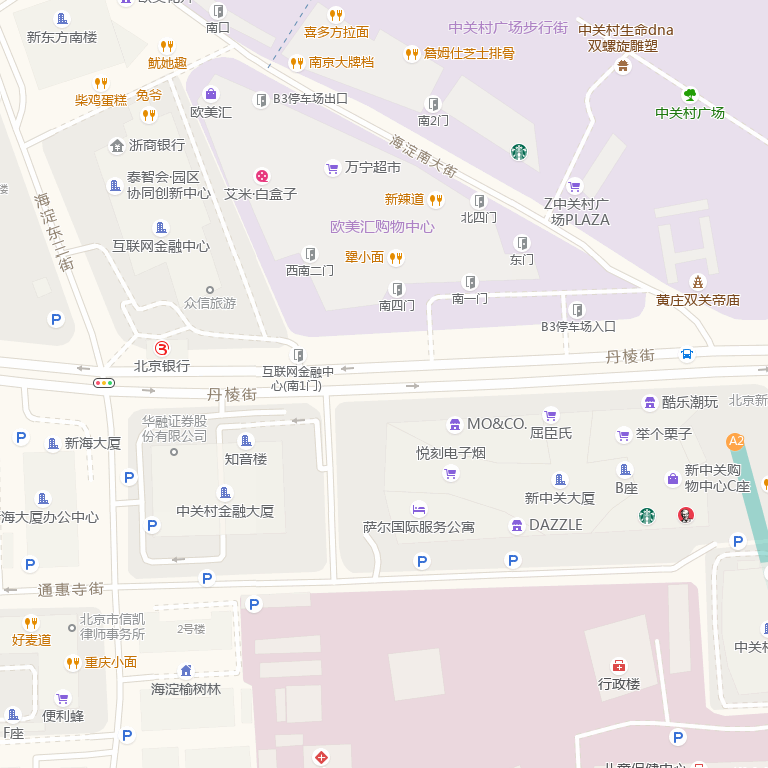 南口
喜多方拉面
中关村广场步行街
中关村生命dna
双螺旋雕塑
新东方南楼
鱿她趣
南京大牌档
詹姆仕芝士排骨
柴鸡蛋糕
兔爷
欧美汇
B3停车场出口
南2门
中关村广场
浙商银行
海淀南大街
泰智会·园区
协同创新中心
艾米·白盒子
万宁超市
新辣道
北四门
Z中关村广
场PLAZA
楼
海淀东三街
互联网金融中心
欧美汇购物中心
犟小面
东门
西南二门
众信旅游
南四门
南一门
黄庄双关帝庙
B3停车场入口
北京银行
互联网金融中
心(南1门)
丹棱街
丹棱街
酷乐潮玩
北京新
华融证券股
份有限公司
MO&CO.
屈臣氏
举个栗子
A2
新海大厦
知音楼
悦刻电子烟
新中关大厦
B座
新中关购
物中心C座
中关村金融大厦
海大厦办公中心
萨尔国际服务公寓
DAZZLE
通惠寺街
好麦道
北京市信凯
律师事务所
2号楼
重庆小面
海淀榆树林
行政楼
中关村
便利蜂
F座